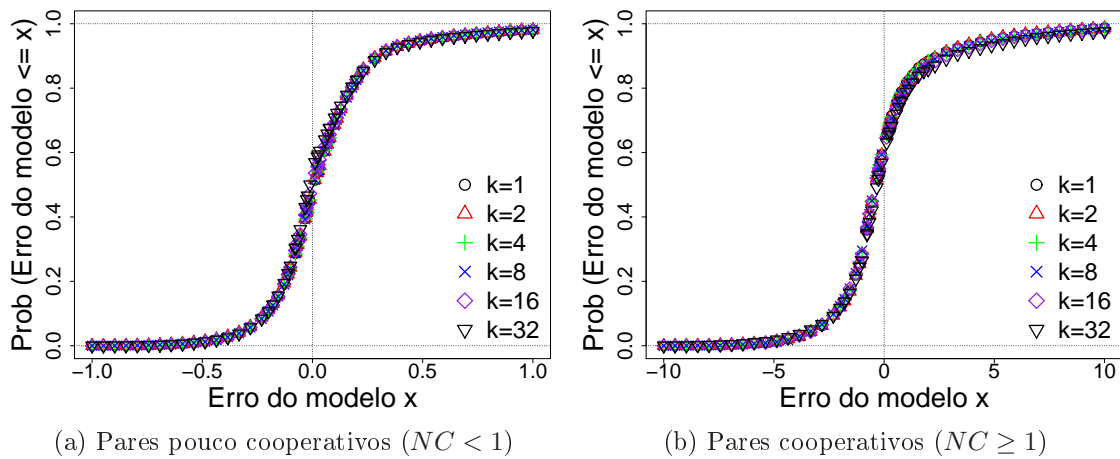 Prob (Erro do modelo <= x)
1.0
0.8
0.6
0.4
0.2
0.0
k=1
k=2
k=4
k=8
k=16
k=32
−1.0
−0.5
0.0
0.5
1.0
Erro do modelo x
(a) Pares pouco cooperativos (NC < 1)
Prob (Erro do modelo <= x)
1.0
0.8
0.6
0.4
0.2
0.0
k=1
k=2
k=4
k=8
k=16
k=32
−10
−5
0
5
10
Erro do modelo x
(b) Pares cooperativos (NC ≥ 1)